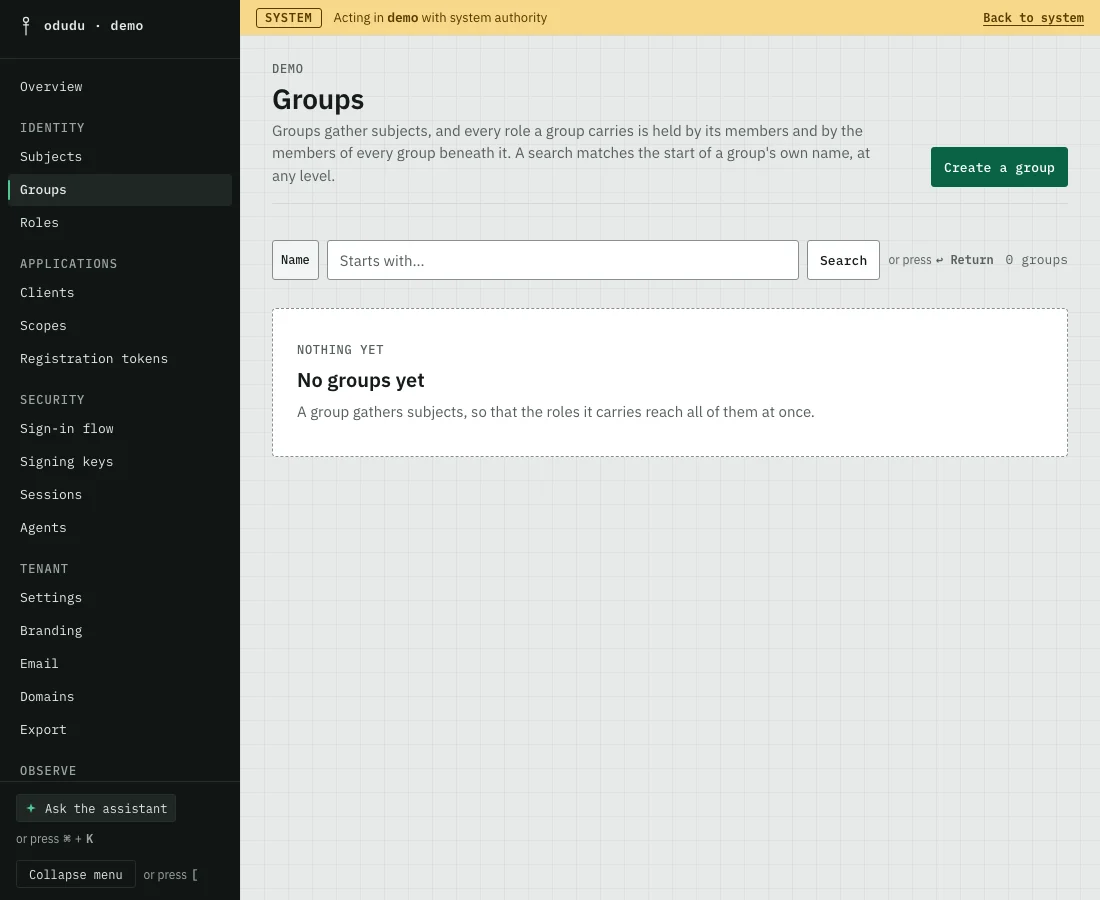 odudu · demo
SYSTEM Acting in demo with system authority Back to system
Overview
IDENTITY
Subjects
Groups
Roles
APPLICATIONS
Clients
Scopes
Registration tokens
SECURITY
Sign-in flow
Signing keys
Sessions
Agents
TENANT
Settings
Branding
Email
Domains
Export
OBSERVE
Ask the assistant
or press ⌘ + K
Collapse menu or press [
DEMO
Groups
Groups gather subjects, and every role a group carries is held by its members and by the
members of every group beneath it. A search matches the start of a group's own name, at
any level.
Create a group
Name Starts with... Search or press ↩ Return 0 groups
NOTHING YET
No groups yet
A group gathers subjects, so that the roles it carries reach all of them at once.